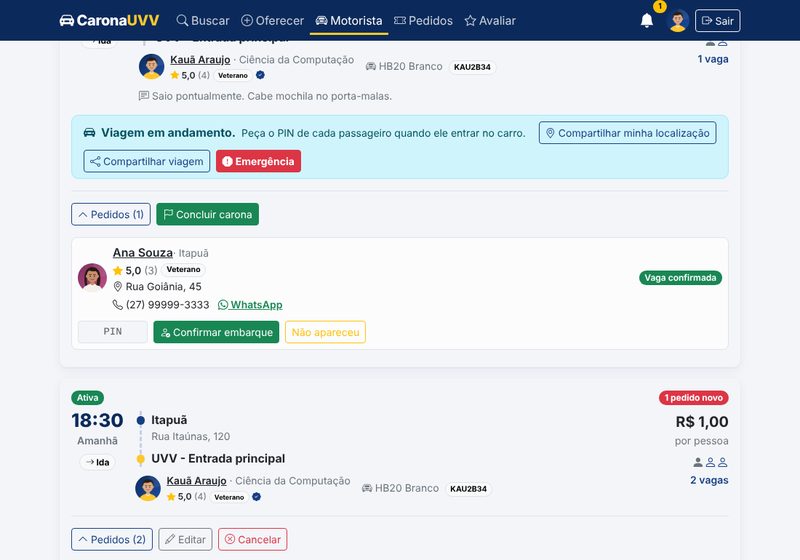 CaronaUVV Buscar Oferecer Motorista Pedidos Avaliar 1 Sair
Ida
UVV - Entrada principal
Kauã Araujo · Ciência da Computação HB20 Branco KAU2B34 1 vaga
5,0 (4) Veterano
Saio pontualmente. Cabe mochila no porta-malas.
Viagem em andamento. Peça o PIN de cada passageiro quando ele entrar no carro. Compartilhar minha localização
Compartilhar viagem Emergência
Pedidos (1) Concluir carona
Ana Souza · Itapuã
5,0 (3) Veterano Vaga confirmada
Rua Goiânia, 45
(27) 99999-3333 WhatsApp
PIN Confirmar embarque Não apareceu
Ativa 1 pedido novo
18:30 Itapuã R$ 1,00
Amanhã Rua Itaúnas, 120 por pessoa
Ida UVV - Entrada principal
Kauã Araujo · Ciência da Computação HB20 Branco KAU2B34 2 vagas
5,0 (4) Veterano
Pedidos (2) Editar Cancelar